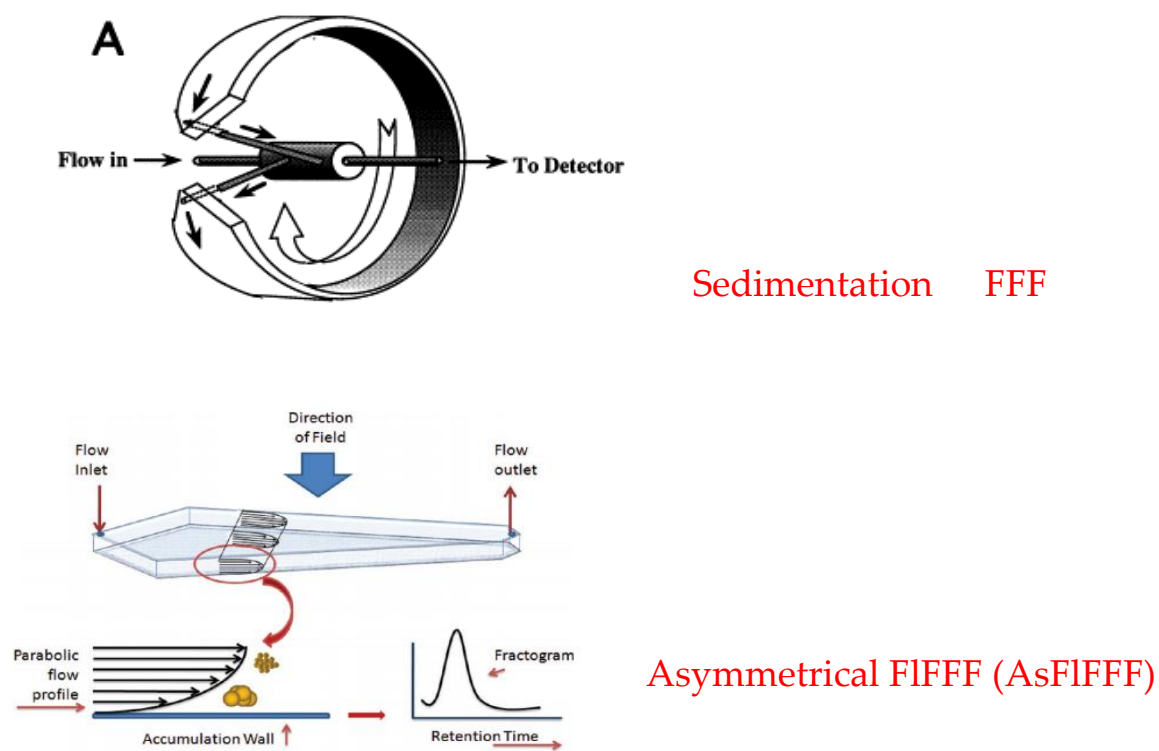 A
Flow in
To Detector
Sedimentation FFF
Direction
of Field
Flow
Inlet
Flow
outlet
Parabolic
flow
profile
Fractogram
Asymmetrical FlFFF (AsFlFFF)
Accumulation Wall
Retention Time